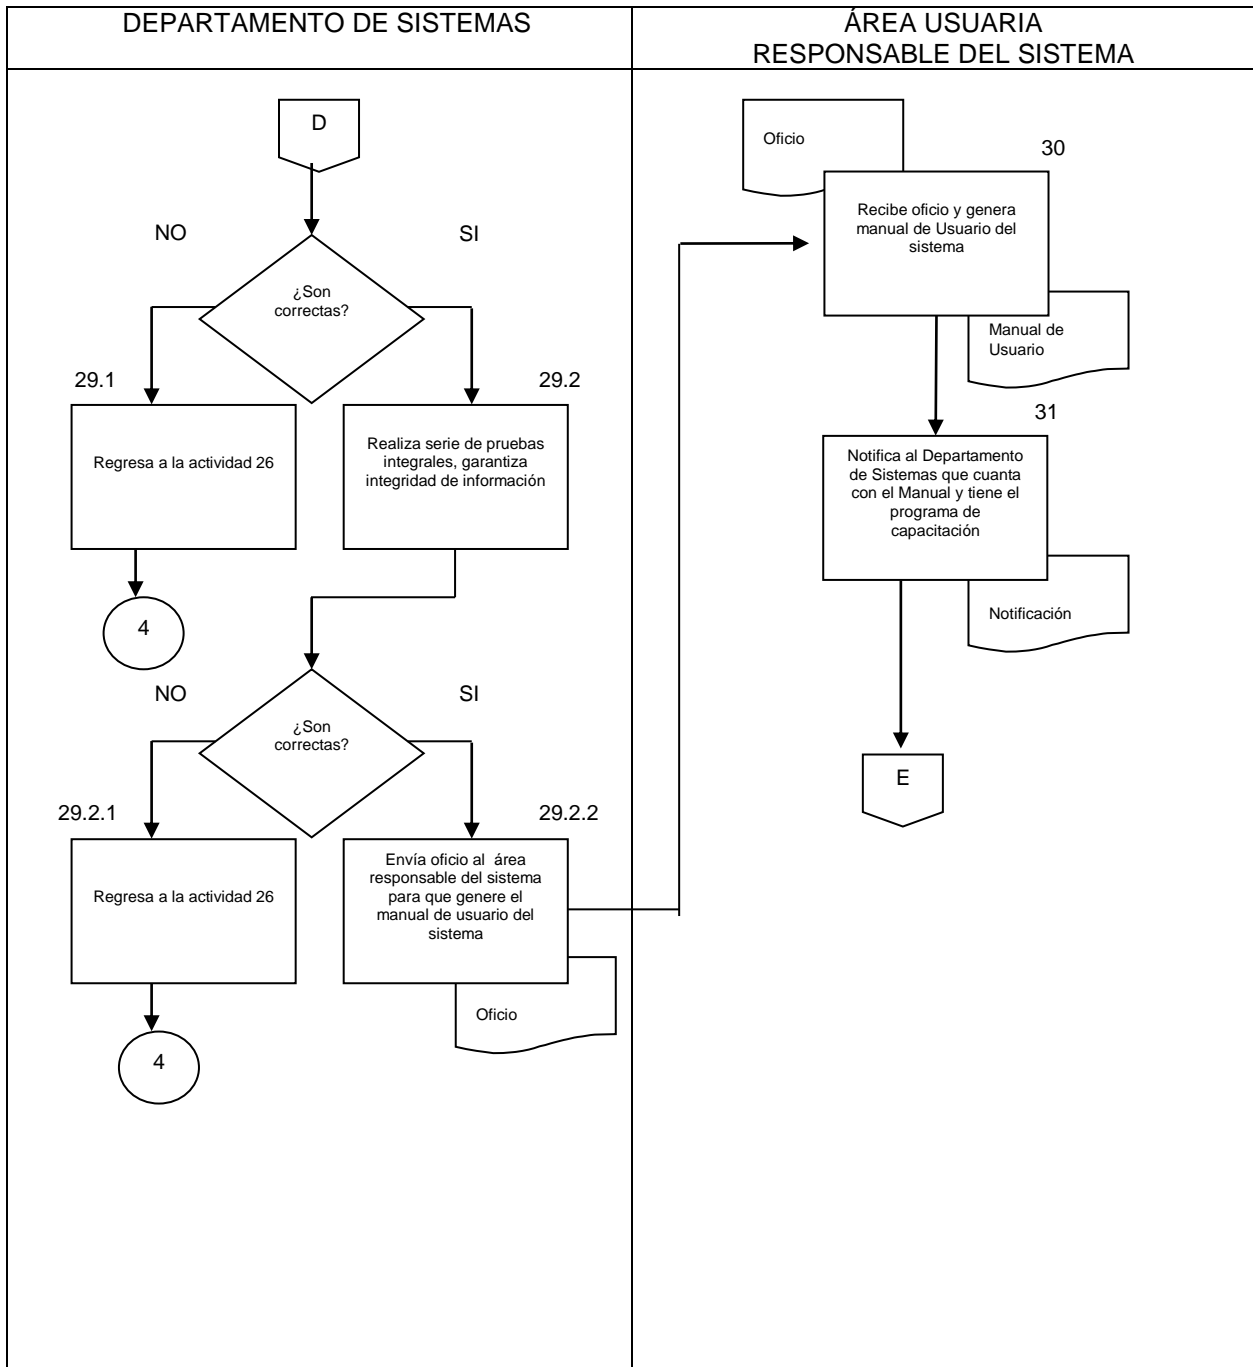 DEPARTAMENTO DE SISTEMAS
ÁREA USUARIA
RESPONSABLE DEL SISTEMA
D
NO
SI
¿Son
correctas?
29.1
29.2
Regresa a la actividad 26
Realiza serie de pruebas
integrales, garantiza
integridad de información
4
NO
SI
¿Son
correctas?
29.2.1
29.2.2
Regresa a la actividad 26
Envía oficio al área
responsable del sistema
para que genere el
manual de usuario del
sistema
Oficio
4
Oficio
30
Recibe oficio y genera
manual de Usuario del
sistema
Manual de
Usuario
31
Notifica al Departamento
de Sistemas que cuanta
con el Manual y tiene el
programa de
capacitación
Notificación
E